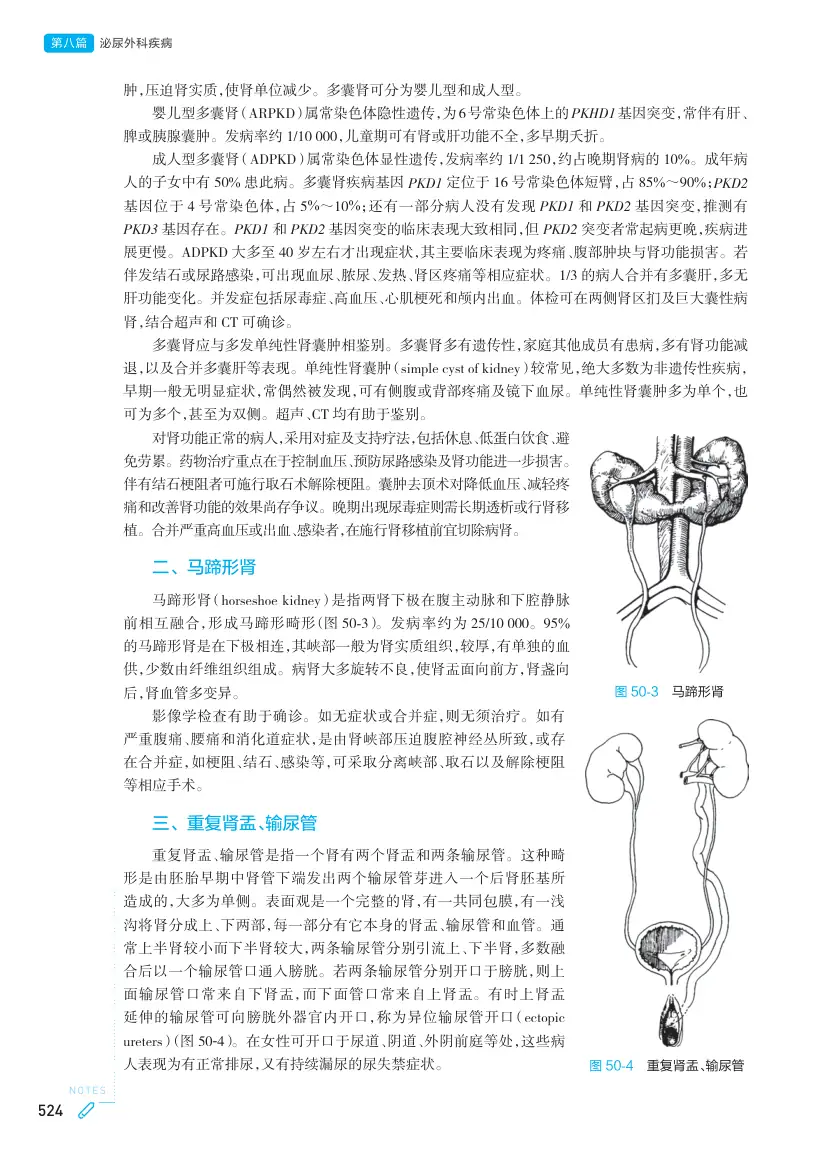 第八篇 泌尿外科疾病
肿,压迫肾实质,使肾单位减少。多囊肾可分为婴儿型和成人型。
婴儿型多囊肾(ARPKD)属常染色体隐性遗传,为6号常染色体上的PKHD1基因突变,常伴有肝、
脾或胰腺囊肿。发病率约 1/10 000,儿童期可有肾或肝功能不全,多早期夭折。
成人型多囊肾(ADPKD)属常染色体显性遗传,发病率约 1/1 250,约占晚期肾病的 10%。成年病
人的子女中有 50% 患此病。多囊肾疾病基因 PKD1 定位于 16 号常染色体短臂,占 85%～90%;PKD2
基因位于 4 号常染色体,占 5%～10%;还有一部分病人没有发现 PKD1 和 PKD2 基因突变,推测有
PKD3 基因存在。PKD1 和 PKD2 基因突变的临床表现大致相同,但 PKD2 突变者常起病更晚,疾病进
展更慢。ADPKD 大多至 40 岁左右才出现症状,其主要临床表现为疼痛、腹部肿块与肾功能损害。若
伴发结石或尿路感染,可出现血尿、脓尿、发热、肾区疼痛等相应症状。1/3 的病人合并有多囊肝,多无
肝功能变化。并发症包括尿毒症、高血压、心肌梗死和颅内出血。体检可在两侧肾区扪及巨大囊性病
肾,结合超声和 CT 可确诊。
多囊肾应与多发单纯性肾囊肿相鉴别。多囊肾多有遗传性,家庭其他成员有患病,多有肾功能减
退,以及合并多囊肝等表现。单纯性肾囊肿(simple cyst of kidney)较常见,绝大多数为非遗传性疾病,
早期一般无明显症状,常偶然被发现,可有侧腹或背部疼痛及镜下血尿。单纯性肾囊肿多为单个,也
可为多个,甚至为双侧。超声、CT 均有助于鉴别。
对肾功能正常的病人,采用对症及支持疗法,包括休息、低蛋白饮食、避
免劳累。药物治疗重点在于控制血压、预防尿路感染及肾功能进一步损害。
伴有结石梗阻者可施行取石术解除梗阻。囊肿去顶术对降低血压、减轻疼
痛和改善肾功能的效果尚存争议。晚期出现尿毒症则需长期透析或行肾移
植。合并严重高血压或出血、感染者,在施行肾移植前宜切除病肾。
二、马蹄形肾
马蹄形肾(horseshoe kidney)是指两肾下极在腹主动脉和下腔静脉
前相互融合,形成马蹄形畸形(图 50-3)。发病率约为 25/10 000。95%
的马蹄形肾是在下极相连,其峡部一般为肾实质组织,较厚,有单独的血
供,少数由纤维组织组成。病肾大多旋转不良,使肾盂面向前方,肾盏向
后,肾血管多变异。
影像学检查有助于确诊。如无症状或合并症,则无须治疗。如有
严重腹痛、腰痛和消化道症状,是由肾峡部压迫腹腔神经丛所致,或存
在合并症,如梗阻、结石、感染等,可采取分离峡部、取石以及解除梗阻
等相应手术。
图 50-3 马蹄形肾
三、重复肾盂、输尿管
重复肾盂、输尿管是指一个肾有两个肾盂和两条输尿管。这种畸
形是由胚胎早期中肾管下端发出两个输尿管芽进入一个后肾胚基所
造成的,大多为单侧。表面观是一个完整的肾,有一共同包膜,有一浅
沟将肾分成上、下两部,每一部分有它本身的肾盂、输尿管和血管。通
常上半肾较小而下半肾较大,两条输尿管分别引流上、下半肾,多数融
合后以一个输尿管口通入膀胱。若两条输尿管分别开口于膀胱,则上
面输尿管口常来自下肾盂,而下面管口常来自上肾盂。有时上肾盂
延伸的输尿管可向膀胱外器官内开口,称为异位输尿管开口(ectopic
ureters)(图 50-4)。在女性可开口于尿道、阴道、外阴前庭等处,这些病
人表现为有正常排尿,又有持续漏尿的尿失禁症状。
图 50-4 重复肾盂、输尿管
NOTES
524